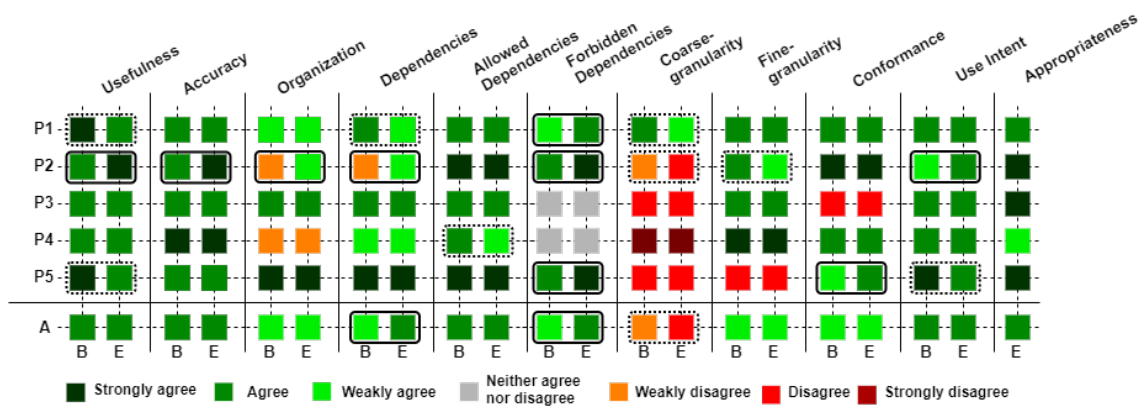 Usefulness
Accuracy
Organization
Dependencies
Allowed
Dependencies
Forbidden
Dependencies
Coarse-
granularity
Fine-
granularity
Conformance
Use Intent
Appropriateness
P1
P2
P3
P4
P5
A
B E B E B E B E B E B E B E B E B E B E E
Strongly agree Agree Weakly agree Neither agree
nor disagree Weakly disagree Disagree Strongly disagree